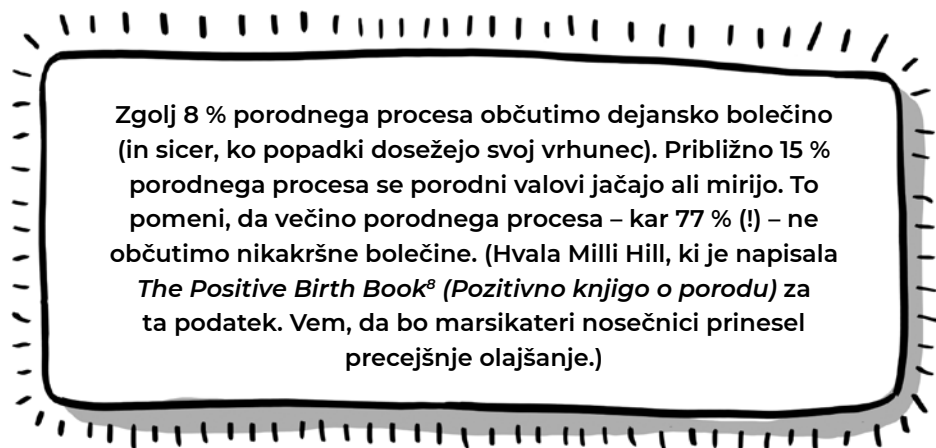 Zgolj 8 % porodnega procesa občutimo dejansko bolečino
(in sicer, ko popadki dosežejo svoj vrhunec). Približno 15 %
porodnega procesa se porodni valovi jačajo ali mirijo. To
pomeni, da večino porodnega procesa – kar 77 % (!) – ne
občutimo nikakršne bolečine. (Hvala Milli Hill, ki je napisala
The Positive Birth Book⁸ (Pozitivno knjigo o porodu) za
ta podatek. Vem, da bo marsikateri nosečnici prinesel
precejšnje olajšanje.)